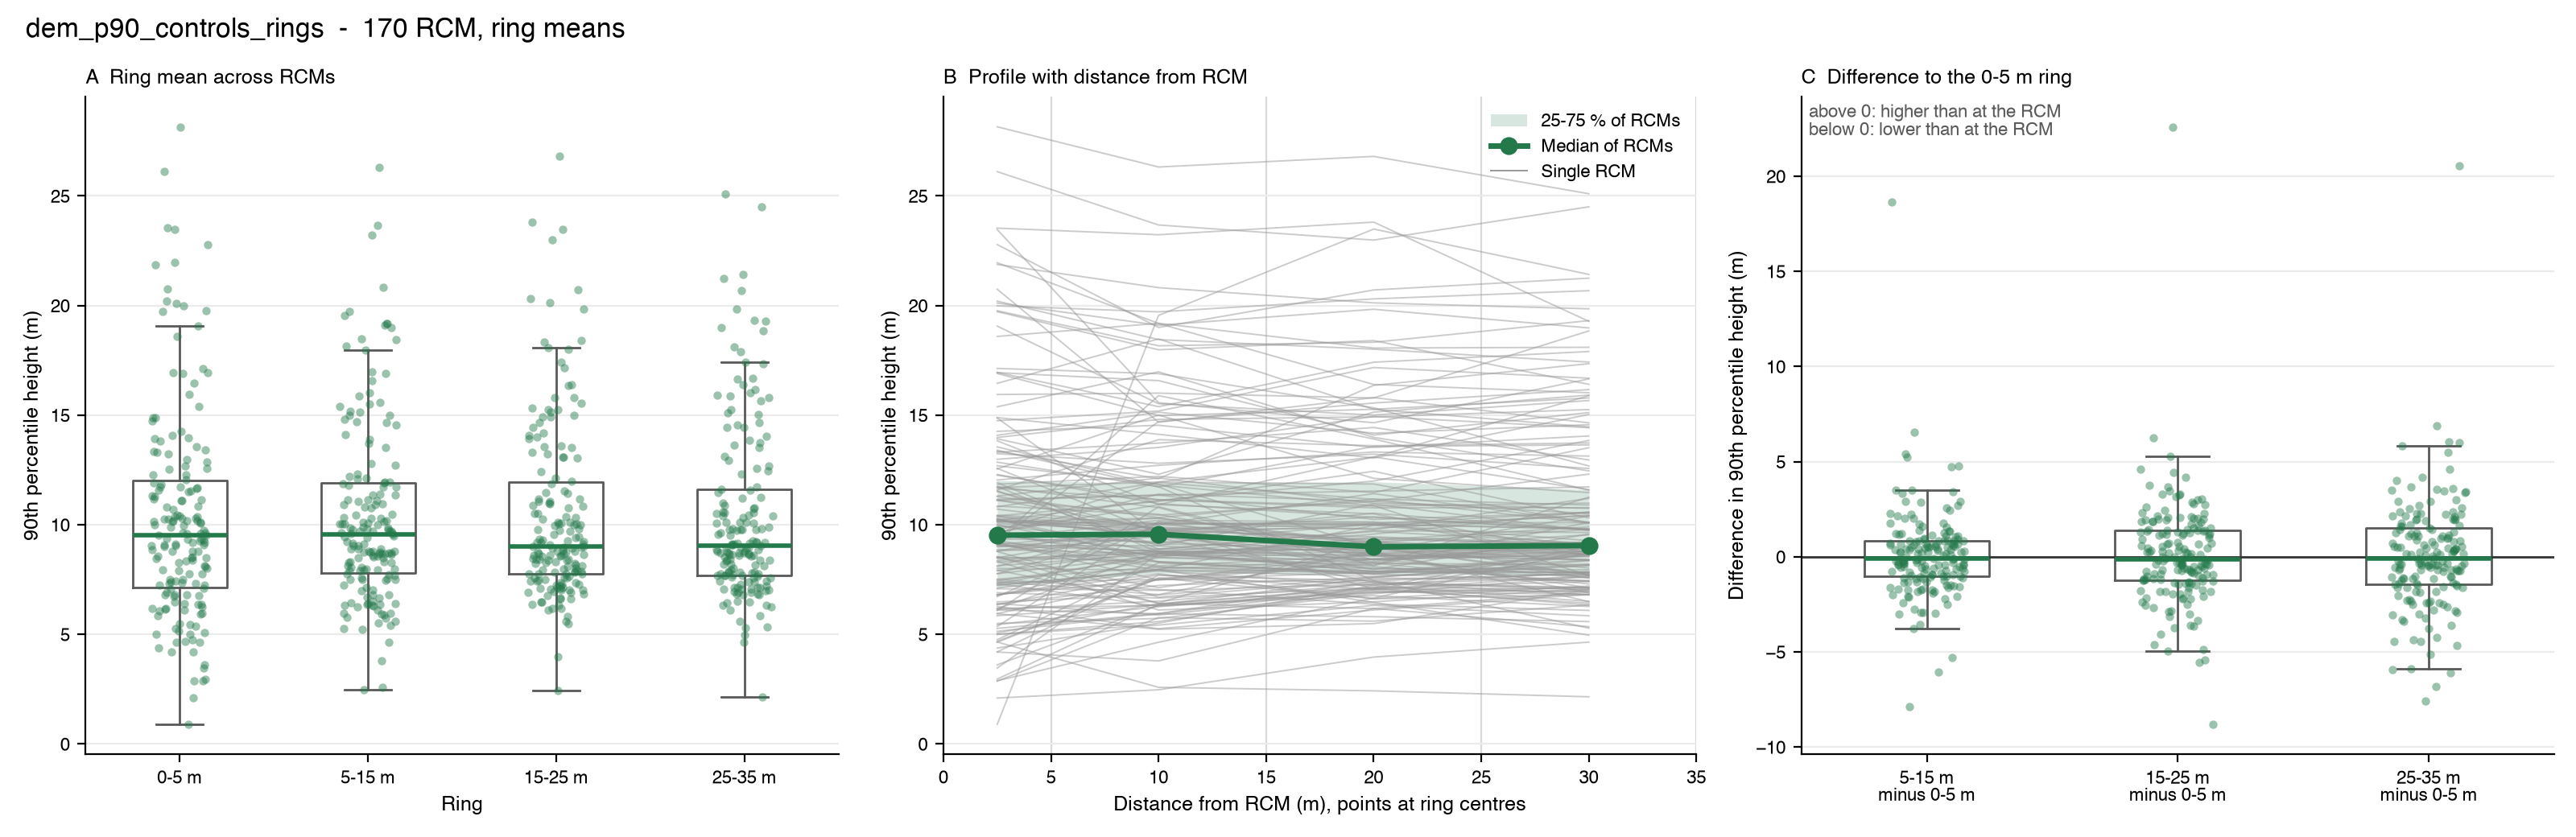 dem_p90_controls_rings - 170 RCM, ring means
A Ring mean across RCMs
90th percentile height (m)
25
20
15
10
5
0
0-5 m
5-15 m
15-25 m
25-35 m
Ring
B Profile with distance from RCM
25-75 % of RCMs
Median of RCMs
Single RCM
90th percentile height (m)
25
20
15
10
5
0
0
5
10
15
20
25
30
35
Distance from RCM (m), points at ring centres
C Difference to the 0-5 m ring
above 0: higher than at the RCM
below 0: lower than at the RCM
Difference in 90th percentile height (m)
20
15
10
5
0
−5
−10
5-15 m
minus 0-5 m
15-25 m
minus 0-5 m
25-35 m
minus 0-5 m